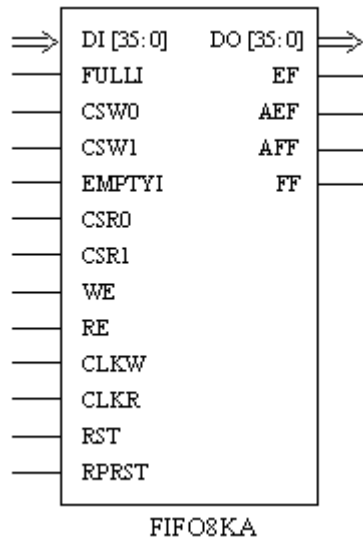 DI [35:0] DO [35:0]
FULLI EF
CSW0 AEF
CSW1 AFF
EMPTYI FF
CSR0
CSR1
WE
RE
CLKW
CLKR
RST
RPRST
FIFO8KA